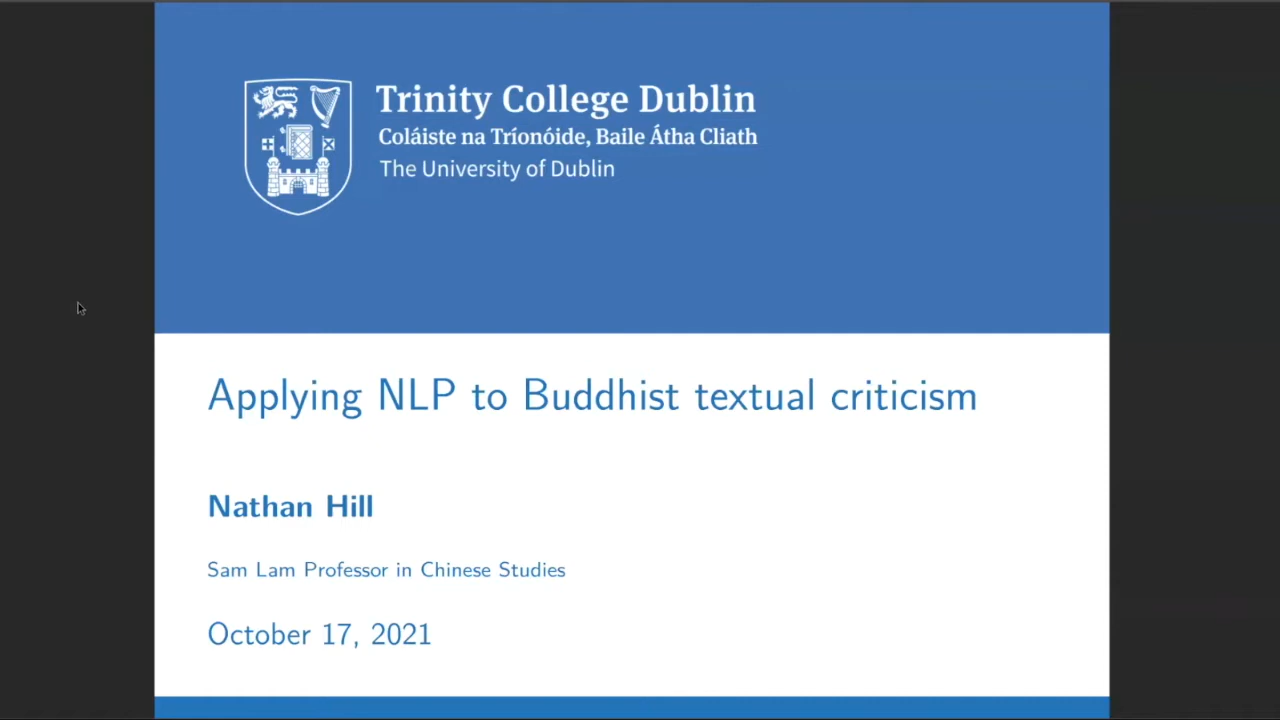 Trinity College Dublin
Coláiste na Tríonóide, Baile Átha Cliath
The University of Dublin
Applying NLP to Buddhist textual criticism
Nathan Hill
Sam Lam Professor in Chinese Studies
October 17, 2021